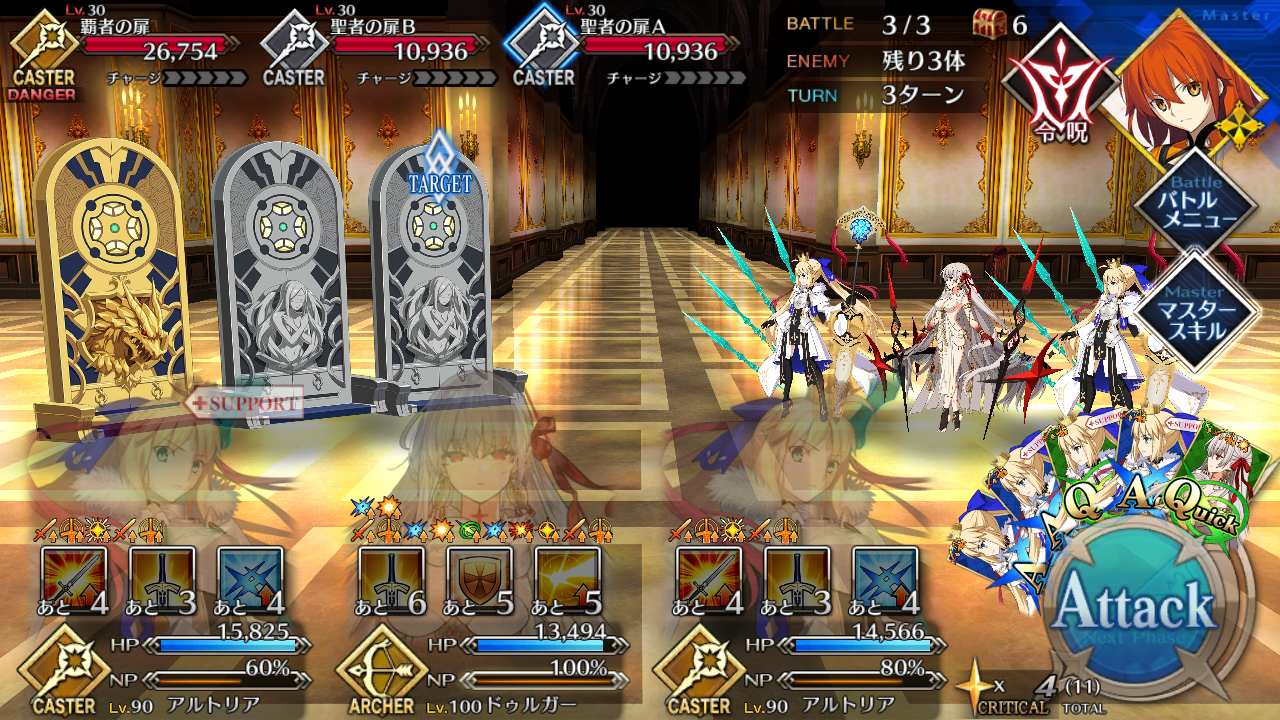 Lv.30
覇者の扉
26,754
チャージ
CASTER
DANGER
Lv.30
聖者の扉B
10,936
チャージ
CASTER
Lv.30
聖者の扉A
10,936
チャージ
CASTER
BATTLE 3/3
6
ENEMY 残り3体
TURN 3ターン
Master
令呪
TARGET
Battle
バトル
メニュー
Master
マスター
スキル
SUPPORT
A
A
Q
A
Quick
Attack
Next Phase
あと4 あと3 あと4
あと6 あと5 あと5
あと4 あと3 あと4
HP 15,825
NP 60%
CASTER Lv.90 アルトリア
HP 13,494
NP 100%
ARCHER Lv.100 ドゥルガー
HP 14,566
NP 80%
CASTER Lv.90 アルトリア
x 4 (11)
CRITICAL TOTAL